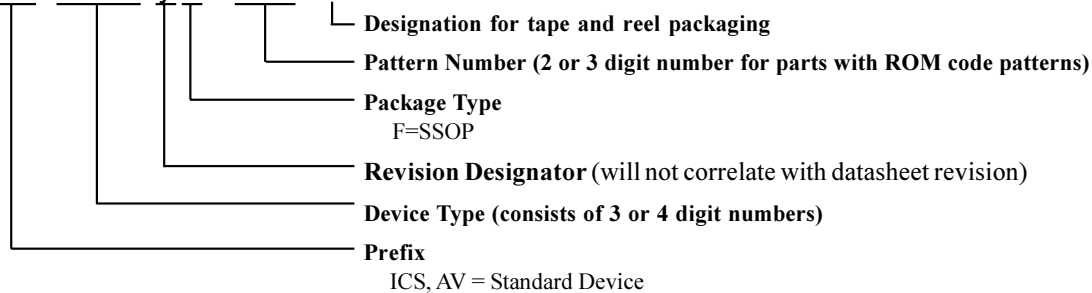 Designation for tape and reel packaging
Pattern Number (2 or 3 digit number for parts with ROM code patterns)
Package Type
F=SSOP
Revision Designator (will not correlate with datasheet revision)
Device Type (consists of 3 or 4 digit numbers)
Prefix
ICS, AV = Standard Device